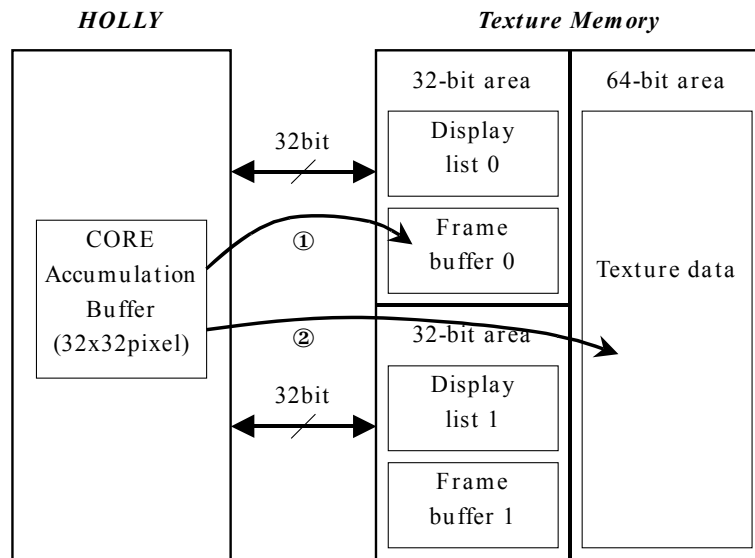 HOLLY
Texture Memory
32-bit area
64-bit area
32bit
Display
list 0
CORE
Accumulation
Buffer
(32x32pixel)
①
Frame
buffer 0
Texture data
②
32-bit area
32bit
Display
list 1
Frame
buffer 1